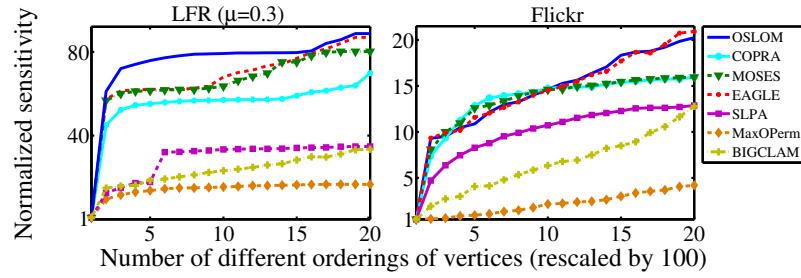 LFR (μ=0.3)
Flickr
Normalized sensitivity
80
40
1
5
10
15
20
20
15
10
5
1
5
10
15
20
Number of different orderings of vertices (rescaled by 100)
OSLOM
COPRA
MOSES
EAGLE
SLPA
MaxOPerm
BIGCLAM